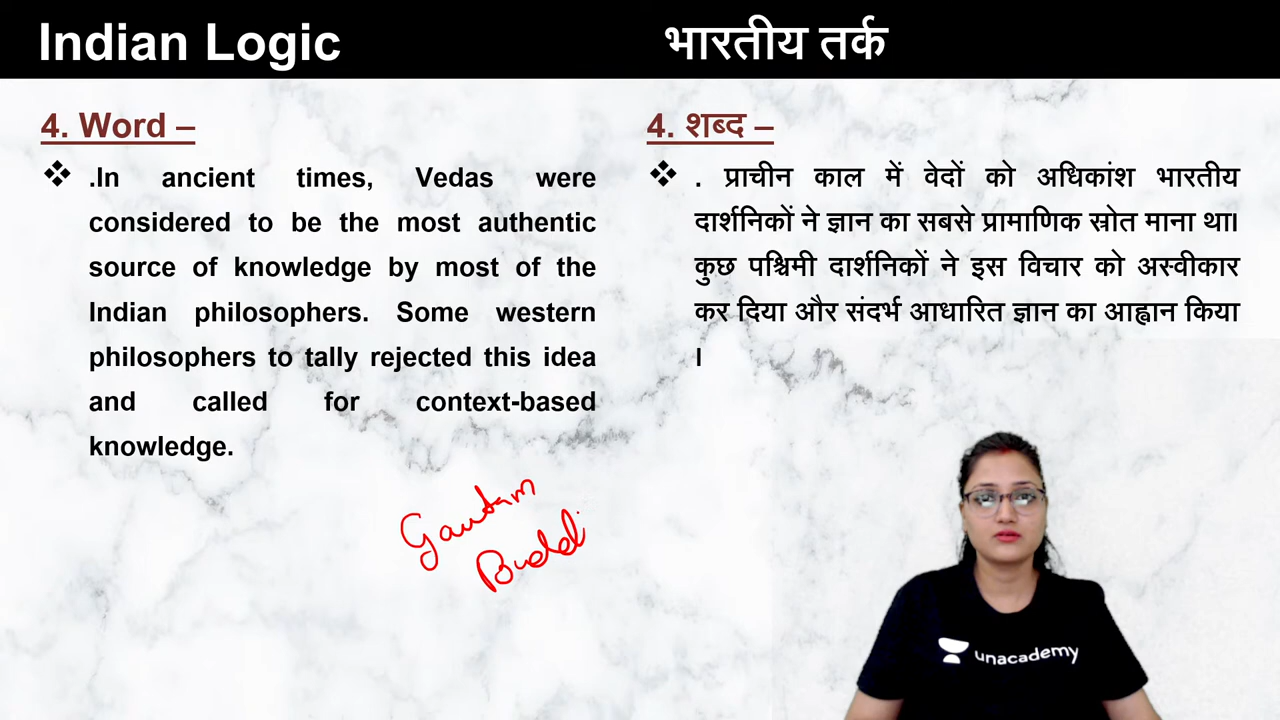 Indian Logic
भारतीय तर्क
4. Word –
❖ .In ancient times, Vedas were
considered to be the most authentic
source of knowledge by most of the
Indian philosophers. Some western
philosophers to tally rejected this idea
and called for context-based
knowledge.
4. शब्द –
❖ . प्राचीन काल में वेदों को अधिकांश भारतीय
दार्शनिकों ने ज्ञान का सबसे प्रामाणिक स्रोत माना था।
कुछ पश्चिमी दार्शनिकों ने इस विचार को अस्वीकार
कर दिया और संदर्भ आधारित ज्ञान का आह्वान किया
।
Gautam
Budd
unacademy